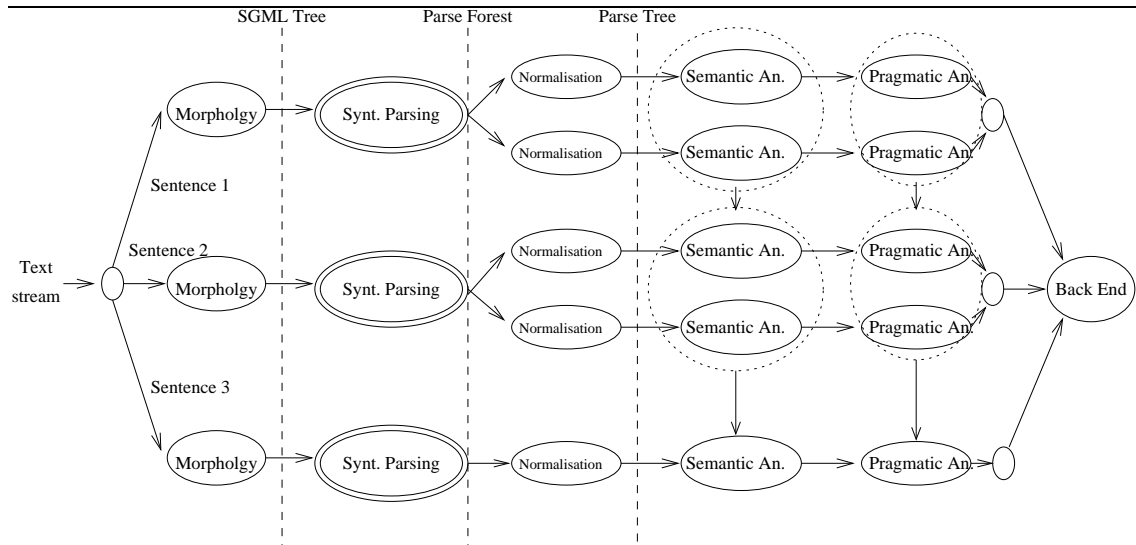 SGML Tree
Parse Forest
Parse Tree
Normalisation
Semantic An.
Pragmatic An.
Morpholgy
Synt. Parsing
Normalisation
Semantic An.
Pragmatic An.
Sentence 1
Sentence 2
Normalisation
Semantic An.
Pragmatic An.
Text
stream
Morpholgy
Synt. Parsing
Back End
Normalisation
Semantic An.
Pragmatic An.
Sentence 3
Morpholgy
Synt. Parsing
Normalisation
Semantic An.
Pragmatic An.